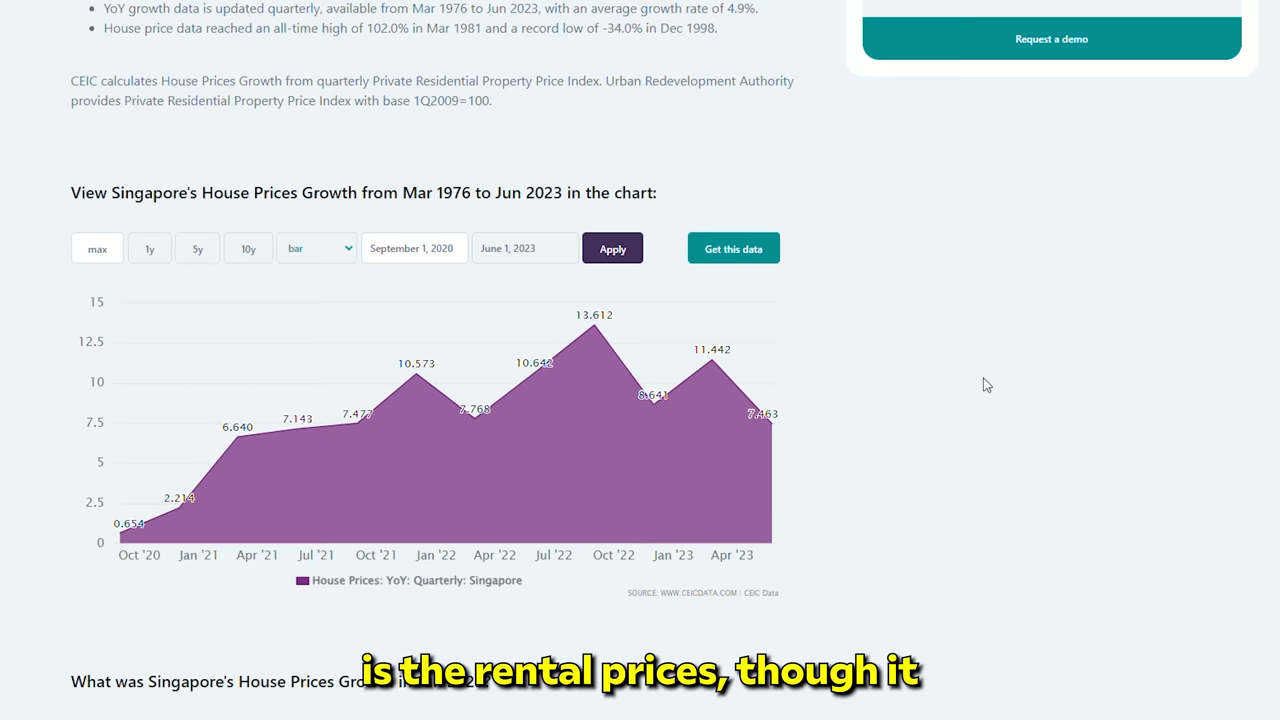 YoY growth data is updated quarterly, available from Mar 1976 to Jun 2023, with an average growth rate of 4.9%.
House price data reached an all-time high of 102.0% in Mar 1981 and a record low of -34.0% in Dec 1998.
Request a demo
CEIC calculates House Prices Growth from quarterly Private Residential Property Price Index. Urban Redevelopment Authority
provides Private Residential Property Price Index with base 1Q2009=100.
View Singapore's House Prices Growth from Mar 1976 to Jun 2023 in the chart:
max 1y 5y 10y bar September 1, 2020 June 1, 2023 Apply Get this data
15
13.612
12.5
11.442
10.573
10.642
10
8.641
7.768
7.463
7.477
7.143
6.640
7.5
5
2.5
2.214
0.654
0
Oct '20 Jan '21 Apr '21 Jul '21 Oct '21 Jan '22 Apr '22 Jul '22 Oct '22 Jan '23 Apr '23
House Prices: YoY: Quarterly: Singapore
SOURCE: WWW.CEICDATA.COM | CEIC Data
is the rental prices, though it
What was Singapore's House Prices